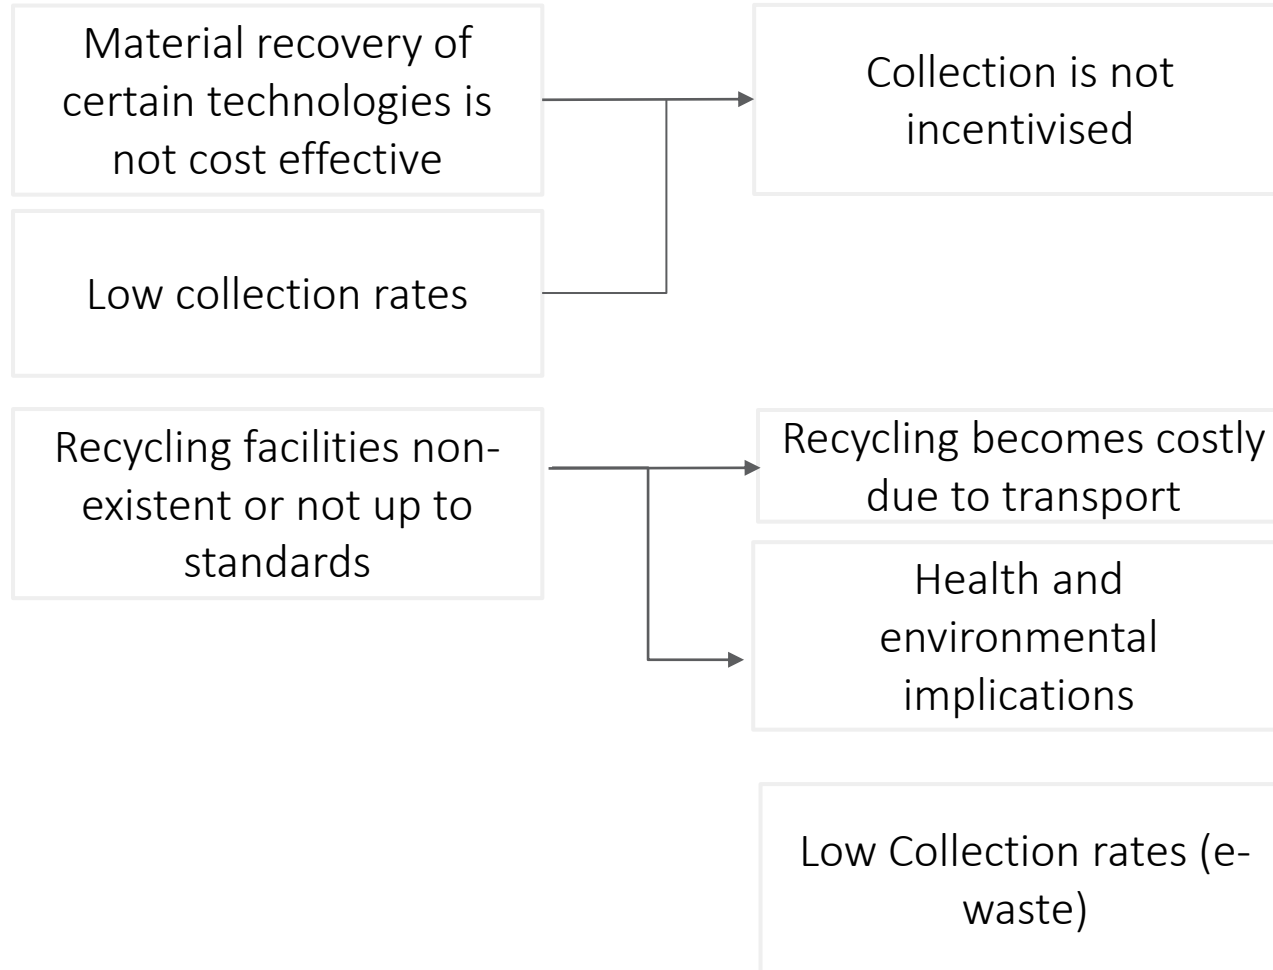 Material recovery of
certain technologies is
not cost effective
Collection is not
incentivised
Low collection rates
Recycling facilities non-
existent or not up to
standards
Recycling becomes costly
due to transport
Health and
environmental
implications
Low Collection rates (e-
waste)